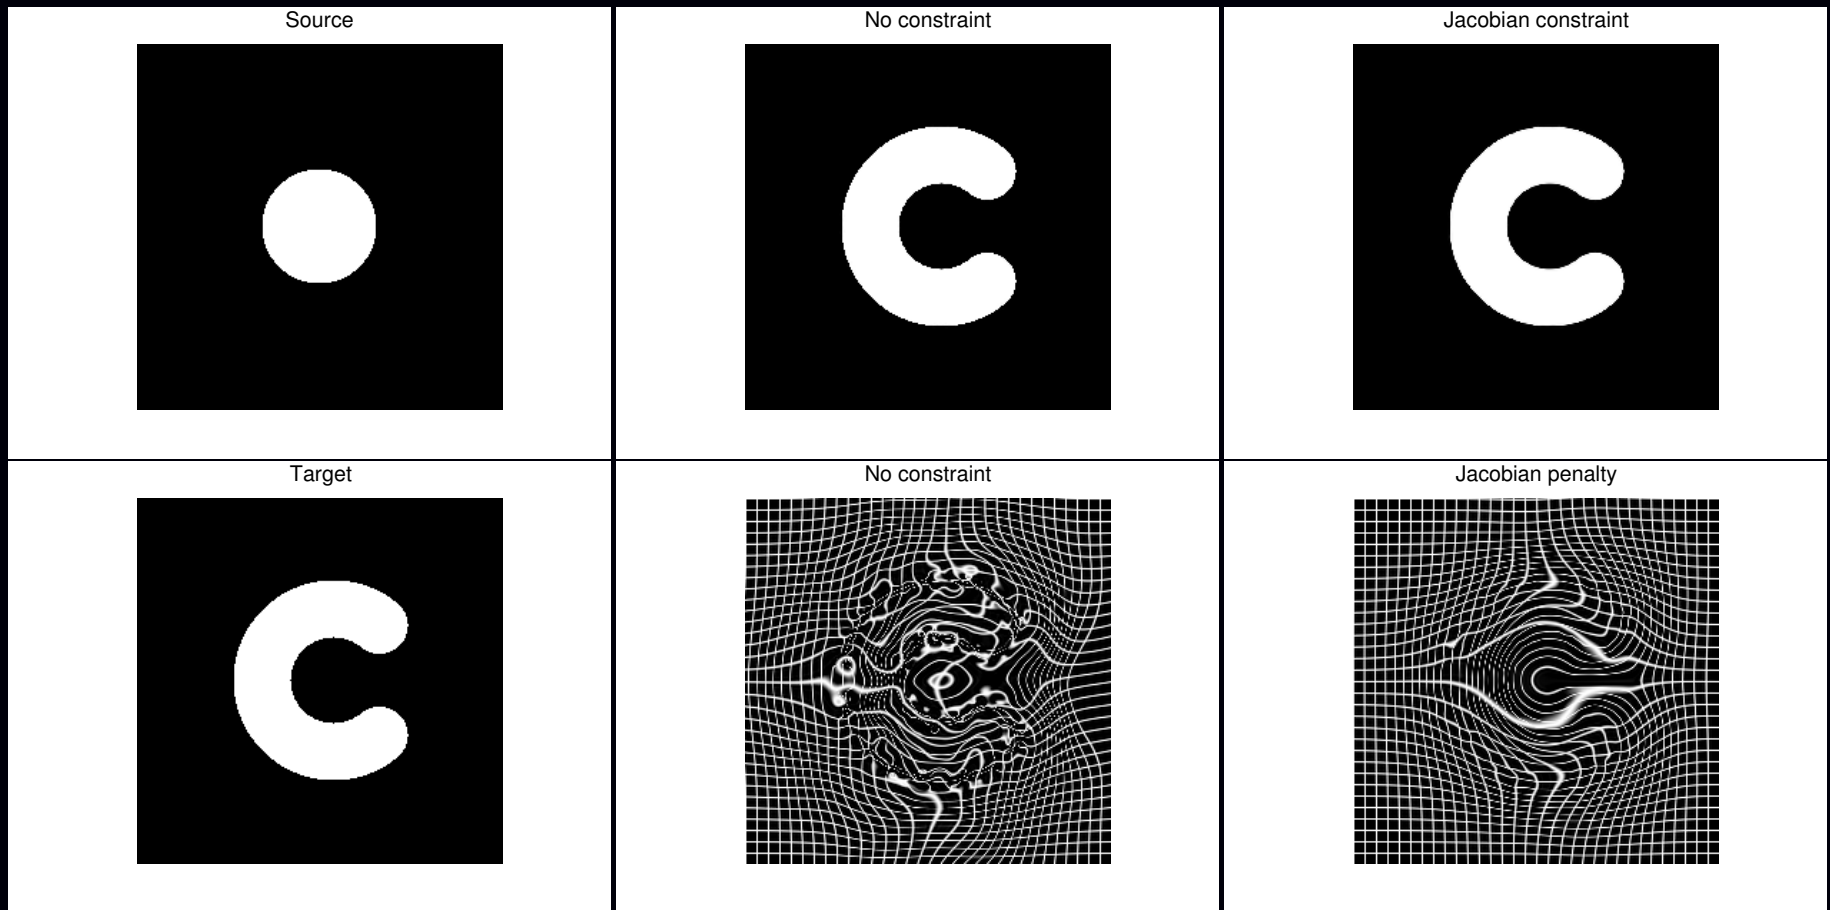 Source
No constraint
Jacobian constraint
Target
No constraint
Jacobian penalty